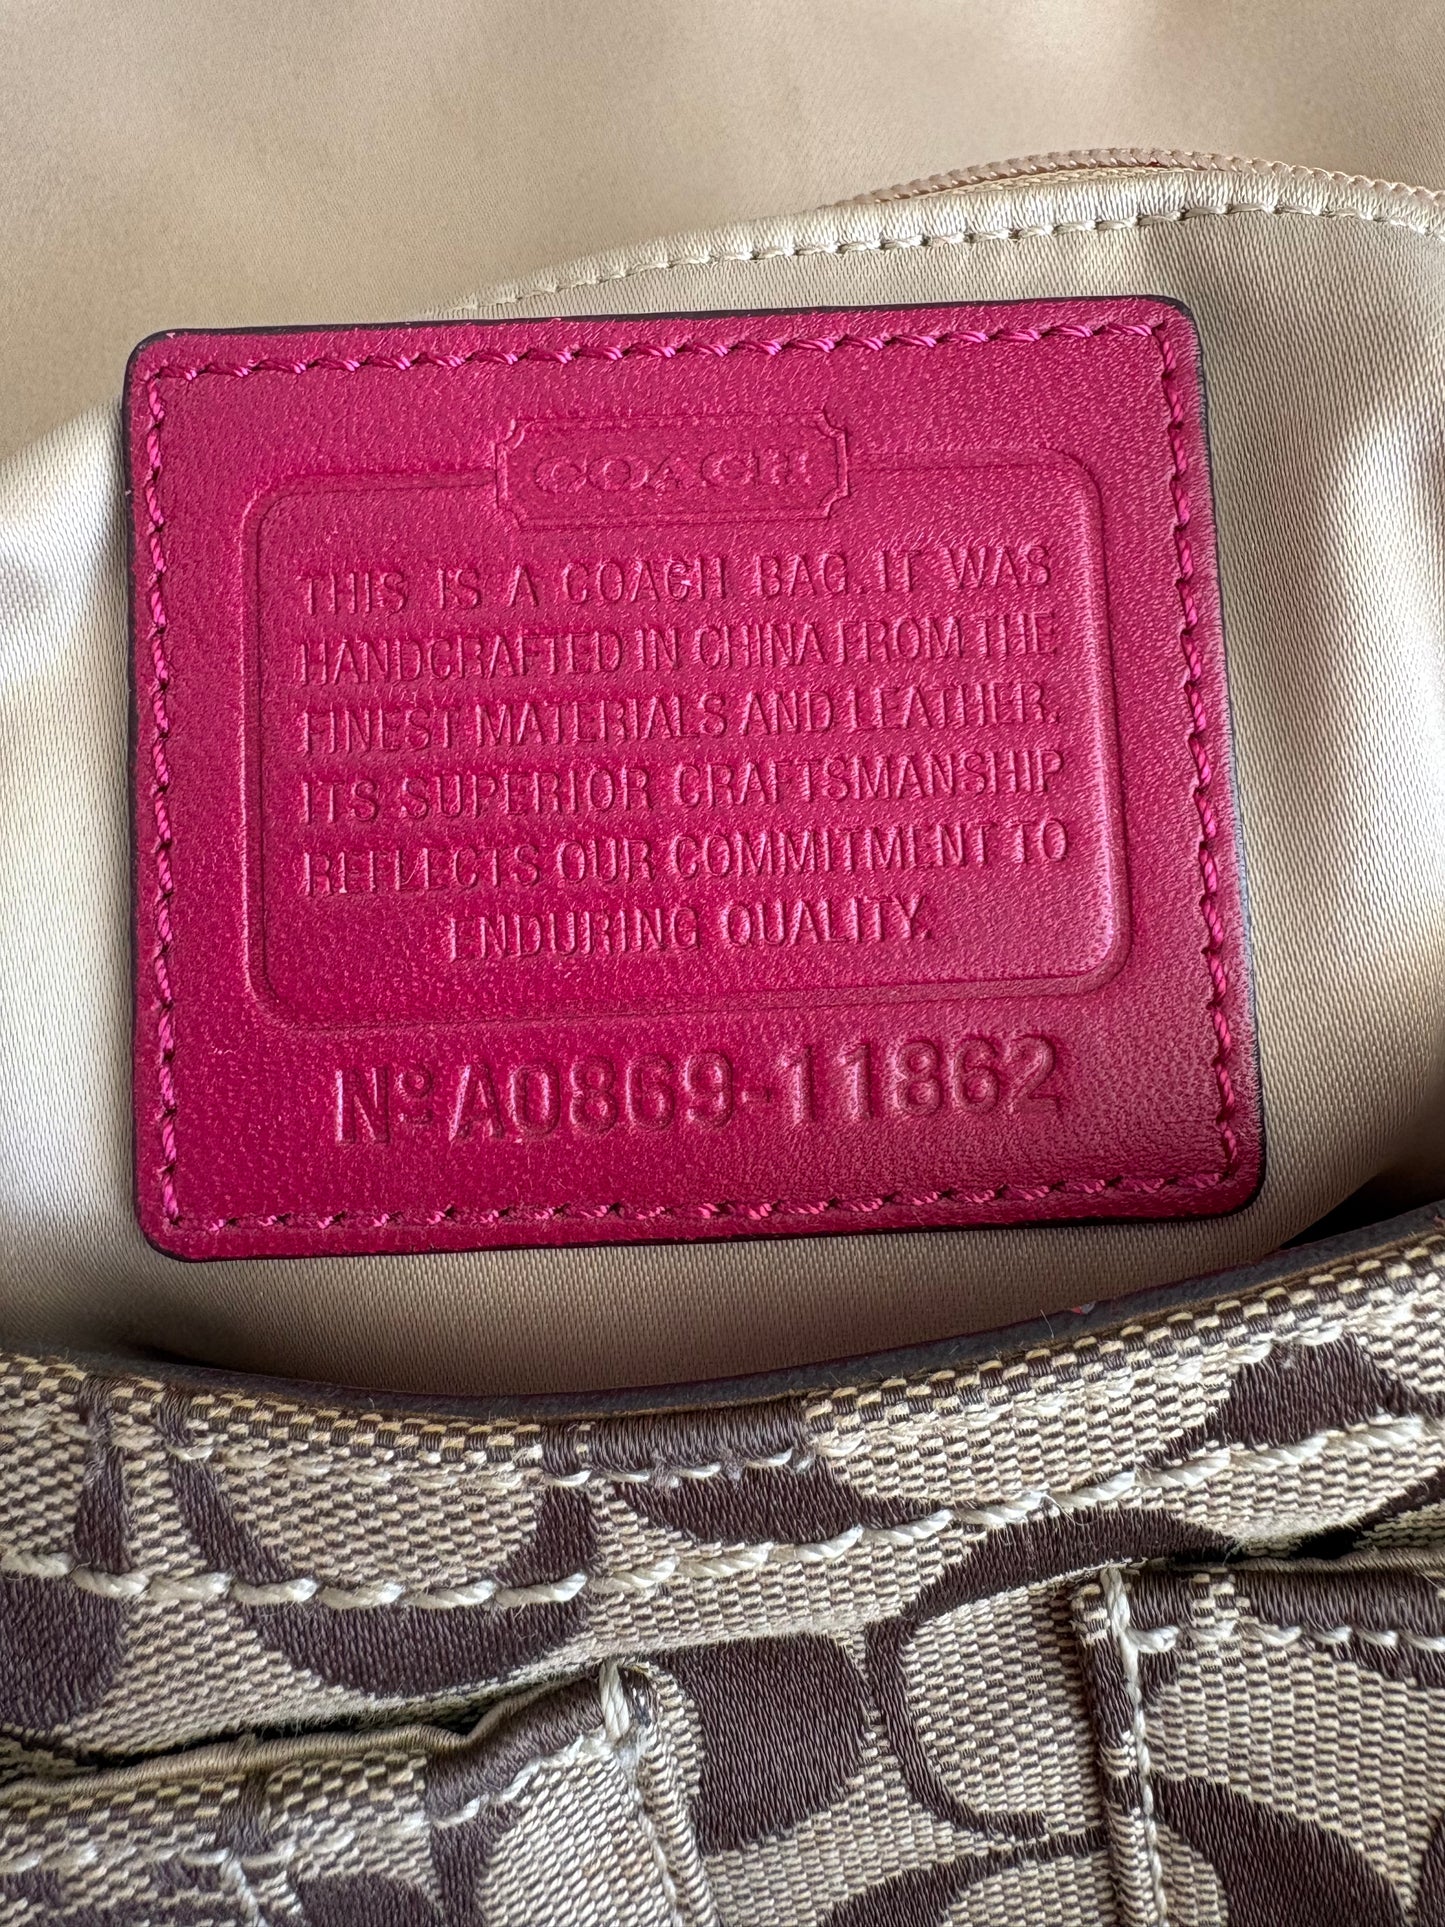 COACH
THIS IS A COACH BAG. IT WAS
HANDCRAFTED IN CHINA FROM THE
FINEST MATERIALS AND LEATHER.
ITS SUPERIOR CRAFTSMANSHIP
REFLECTS OUR COMMITMENT TO
ENDURING QUALITY.
Nº A0869-11862